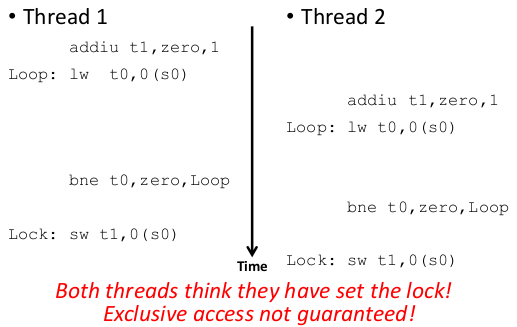 • Thread 1
addiu t1,zero,1
Loop: lw t0,0(s0)
bne t0,zero,Loop
Lock: sw t1,0(s0)
• Thread 2
addiu t1,zero,1
Loop: lw t0,0(s0)
bne t0,zero,Loop
Lock: sw t1,0(s0)
Time
Both threads think they have set the lock!
Exclusive access not guaranteed!